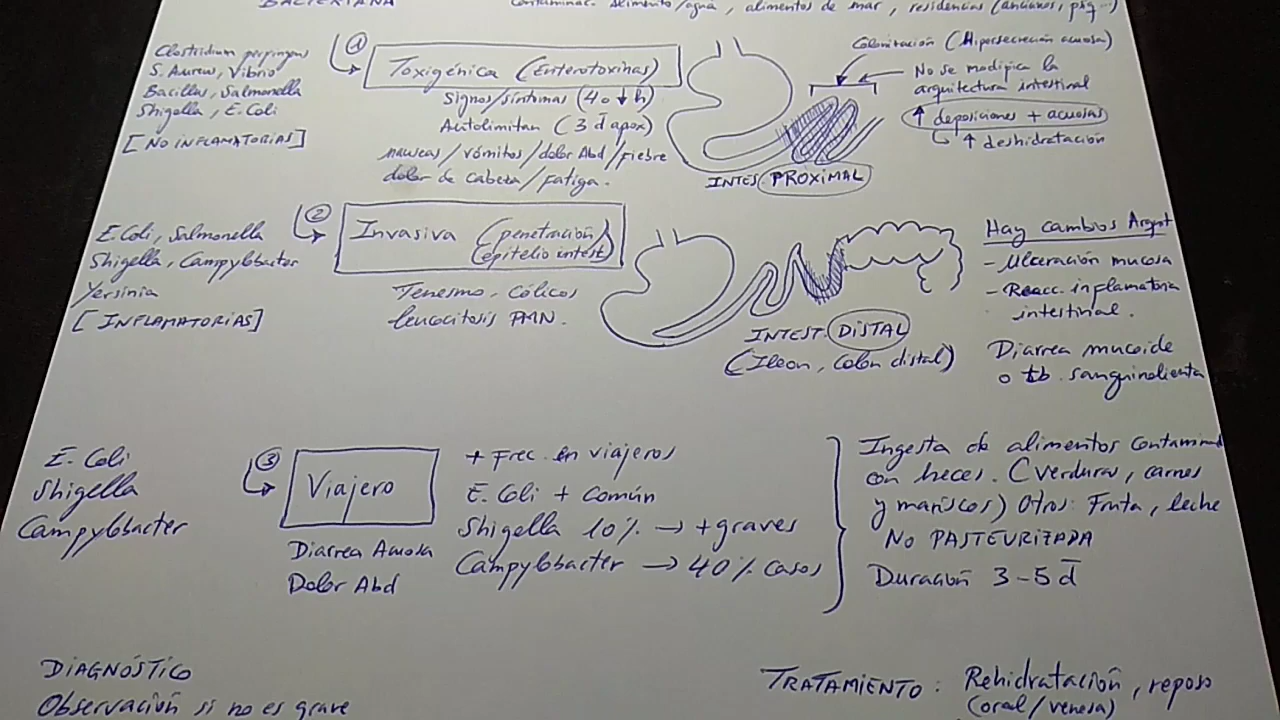 BACTERIANA
Contaminac. Alimento/agua, alimentos de mar, residencias (ancianos, psiq...)
Clostridium perfringens
S. Aureus, Vibrio
Bacillus, Salmonella
Shigella, E. Coli
[NO INFLAMATORIAS]
① Toxigénica (Enterotoxinas)
Signos/síntomas (40 ↓ h)
Autolimitan (3 d apox)
nauseas/vómitos/dolor Abd/fiebre
dolor de cabeza/fatiga.
INTES. PROXIMAL
Colonización (Hipersecreción acuosa)
No se modifica la
arquitectura intestinal
↑ deposiciones + acuosas
↑ deshidratación
E. Coli, Salmonella
Shigella, Campylobacter
Yersinia
[INFLAMATORIAS]
② Invasiva (penetración
epitelio intest)
Tenesmo, cólicos
leucocitosis PMN.
INTEST. DISTAL
(Ileon, Colon distal)
Hay cambios Arquit
- Ulceración mucosa
- Reacc. inflamatoria
intestinal.
Diarrea mucoide
o tb. sanguinolienta
E. Coli
Shigella
Campylobacter
③ Viajero
Diarrea Acuosa
Dolor Abd
+ Frec. en viajeros
E. Coli + Común
Shigella 10% → + graves
Campylobacter → 40% casos
Ingesta de alimentos contaminad
con heces. (verduras, carnes
y mariscos) Otros: Fruta, leche
NO PASTEURIZADA
Duración 3-5 d
DIAGNÓSTICO
Observación si no es grave
TRATAMIENTO: Rehidratación, reposo
(oral/venosa)